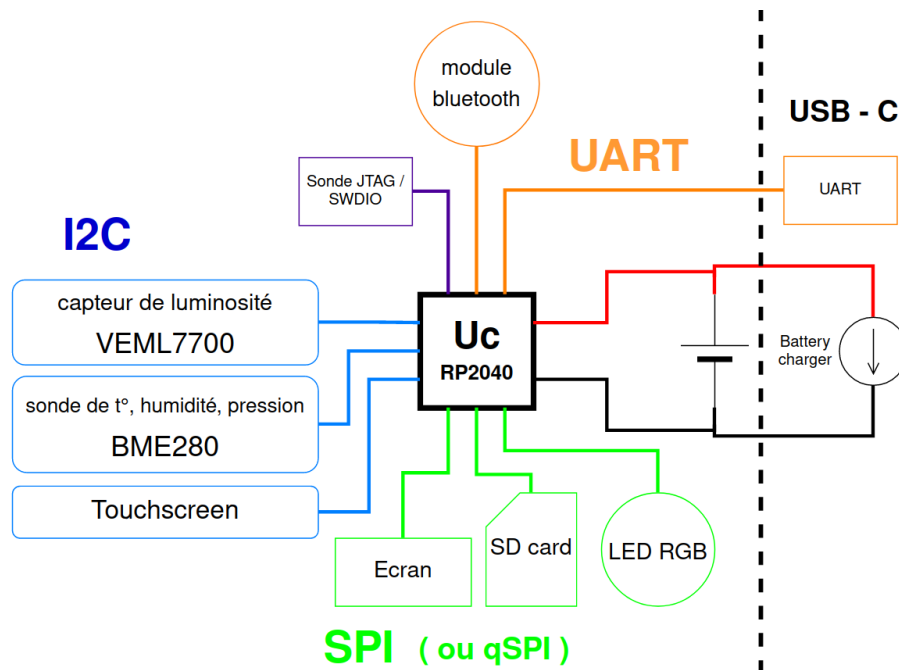 module
bluetooth
USB - C
UART
Sonde JTAG /
SWDIO
UART
I2C
capteur de luminosité
VEML7700
Uc
RP2040
Battery
charger
sonde de t°, humidité, pression
BME280
Touchscreen
Ecran
SD card
LED RGB
SPI ( ou qSPI )